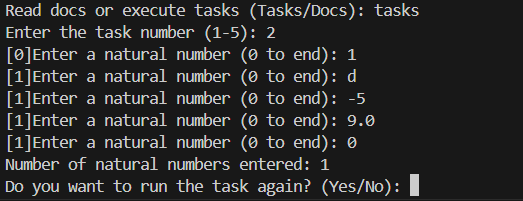 Read docs or execute tasks (Tasks/Docs): tasks
Enter the task number (1-5): 2
[0]Enter a natural number (0 to end): 1
[1]Enter a natural number (0 to end): d
[1]Enter a natural number (0 to end): -5
[1]Enter a natural number (0 to end): 9.0
[1]Enter a natural number (0 to end): 0
Number of natural numbers entered: 1
Do you want to run the task again? (Yes/No):